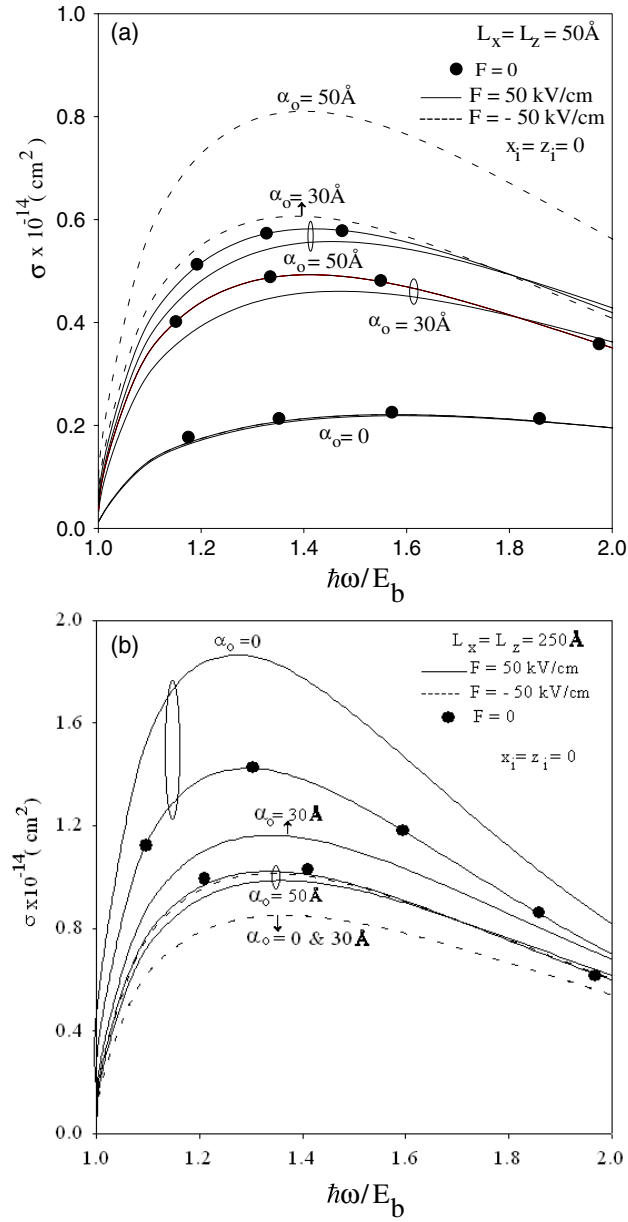 (a)
Lx = Lz = 50Å
F = 0
F = 50 kV/cm
F = - 50 kV/cm
xi = zi = 0
αo = 50Å
αo = 30Å
αo = 50Å
αo = 30Å
αo = 0
σ x 10-14 ( cm2 )
1.0
0.8
0.6
0.4
0.2
0.0
1.0 1.2 1.4 1.6 1.8 2.0
ħω/Eb
(b)
αo =0
Lx = Lz = 250Å
F = 50 kV/cm
F = - 50 kV/cm
F = 0
xi = zi = 0
αo = 30Å
αo = 50Å
αo = 0 & 30Å
σ x10-14 ( cm2 )
2.0
1.6
1.2
0.8
0.4
0.0
1.0 1.2 1.4 1.6 1.8 2.0
ħω/Eb